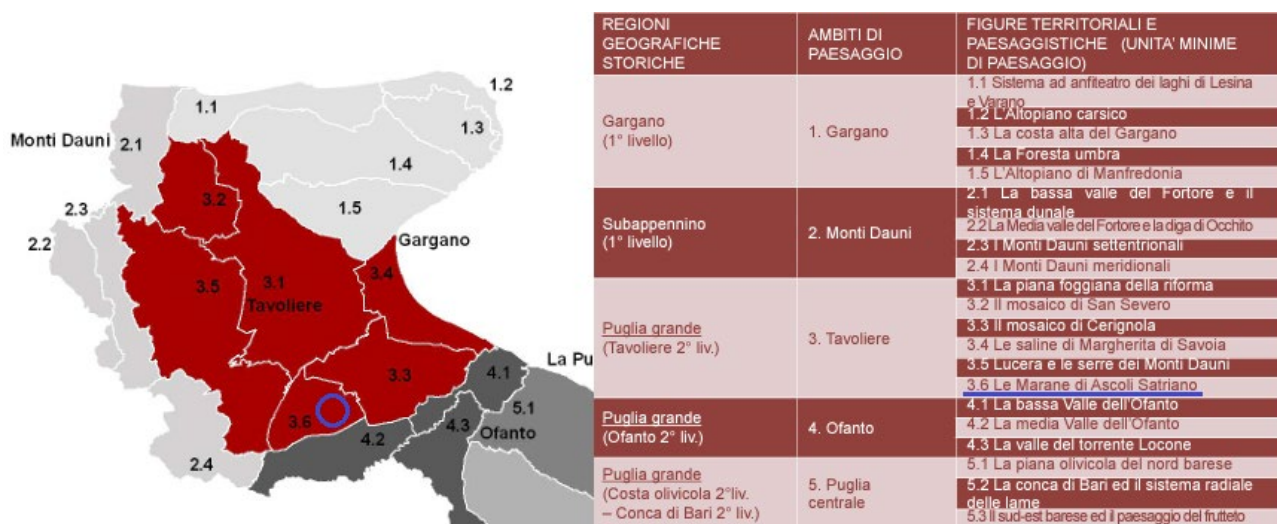 1.2
1.1
1.3
Monti Dauni
2.1
1.4
3.2
1.5
2.3
Gargano
2.2
3.4
3.1
3.5
Tavoliere
La Pu
4.1
3.3
5.1
3.6
4.3
4.2
Ofanto
2.4
REGIONI
GEOGRAFICHE
STORICHE
AMBITI DI
PAESAGGIO
FIGURE TERRITORIALI E
PAESAGGISTICHE (UNITA' MINIME
DI PAESAGGIO)
Gargano
(1° livello)
1. Gargano
1.1 Sistema ad anfiteatro dei laghi di Lesina
e Varano
1.2 L'Altopiano carsico
1.3 La costa alta del Gargano
1.4 La Foresta umbra
1.5 L'Altopiano di Manfredonia
Subappennino
(1° livello)
2. Monti Dauni
2.1 La bassa valle del Fortore e il
sistema dunale
2.2 La Media valle del Fortore e la diga di Occhito
2.3 I Monti Dauni settentrionali
2.4 I Monti Dauni meridionali
Puglia grande
(Tavoliere 2° liv.)
3. Tavoliere
3.1 La piana foggiana della riforma
3.2 Il mosaico di San Severo
3.3 Il mosaico di Cerignola
3.4 Le saline di Margherita di Savoia
3.5 Lucera e le serre dei Monti Dauni
3.6 Le Marane di Ascoli Satriano
Puglia grande
(Ofanto 2° liv.)
4. Ofanto
4.1 La bassa Valle dell'Ofanto
4.2 La media Valle dell'Ofanto
4.3 La valle del torrente Locone
Puglia grande
(Costa olivicola 2°liv.
– Conca di Bari 2° liv.)
5. Puglia
centrale
5.1 La piana olivicola del nord barese
5.2 La conca di Bari ed il sistema radiale
delle lame
5.3 Il sud-est barese ed il paesaggio del frutteto